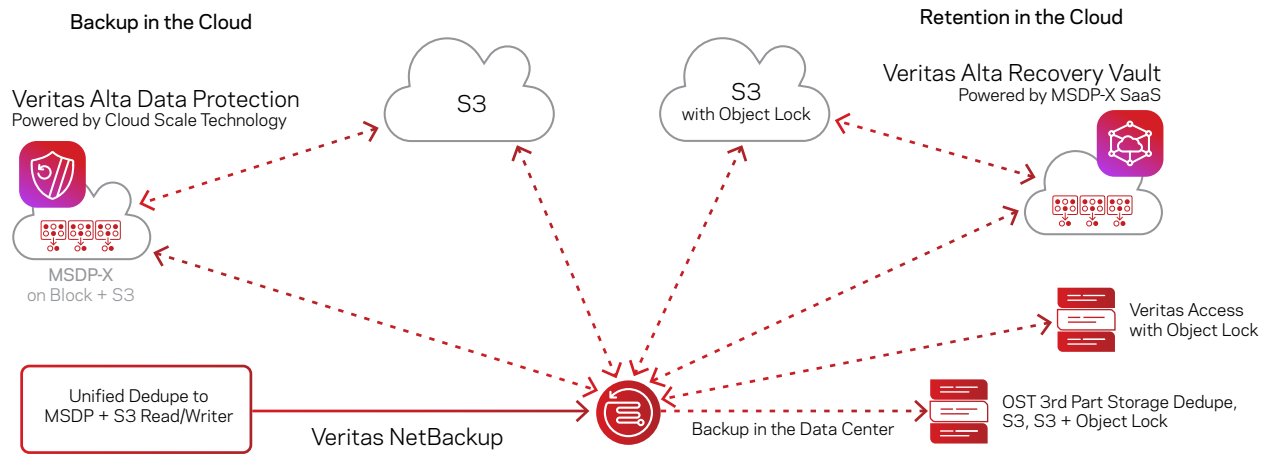 Backup in the Cloud
Retention in the Cloud
Veritas Alta Data Protection
Powered by Cloud Scale Technology
S3
S3
with Object Lock
Veritas Alta Recovery Vault
Powered by MSDP-X SaaS
MSDP-X
on Block + S3
Veritas Access
with Object Lock
Unified Dedupe to
MSDP + S3 Read/Writer
Veritas NetBackup
Backup in the Data Center
OST 3rd Part Storage Dedupe,
S3, S3 + Object Lock